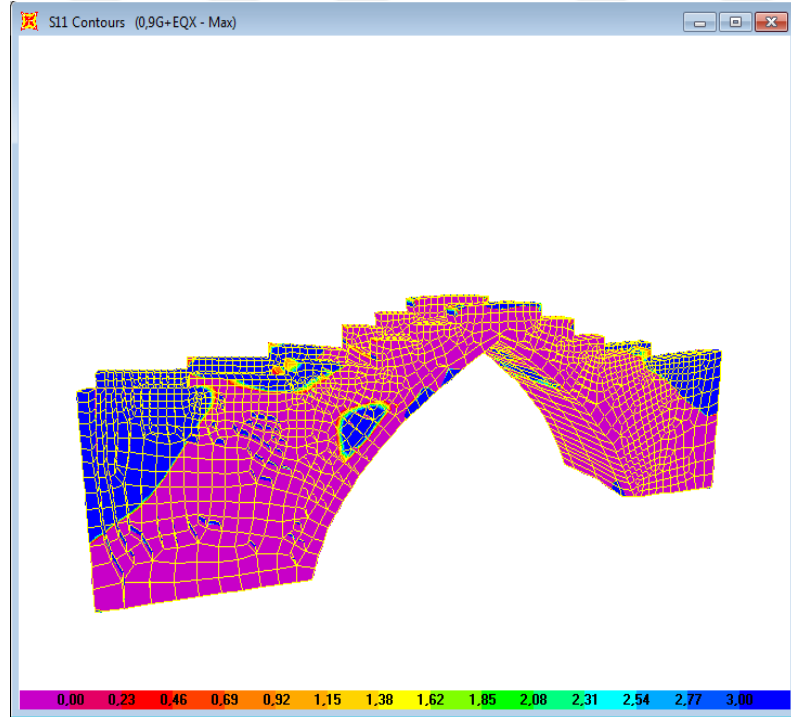 S11 Contours (0,9G+EQX - Max)
0,00 0,23 0,46 0,69 0,92 1,15 1,38 1,62 1,85 2,08 2,31 2,54 2,77 3,00